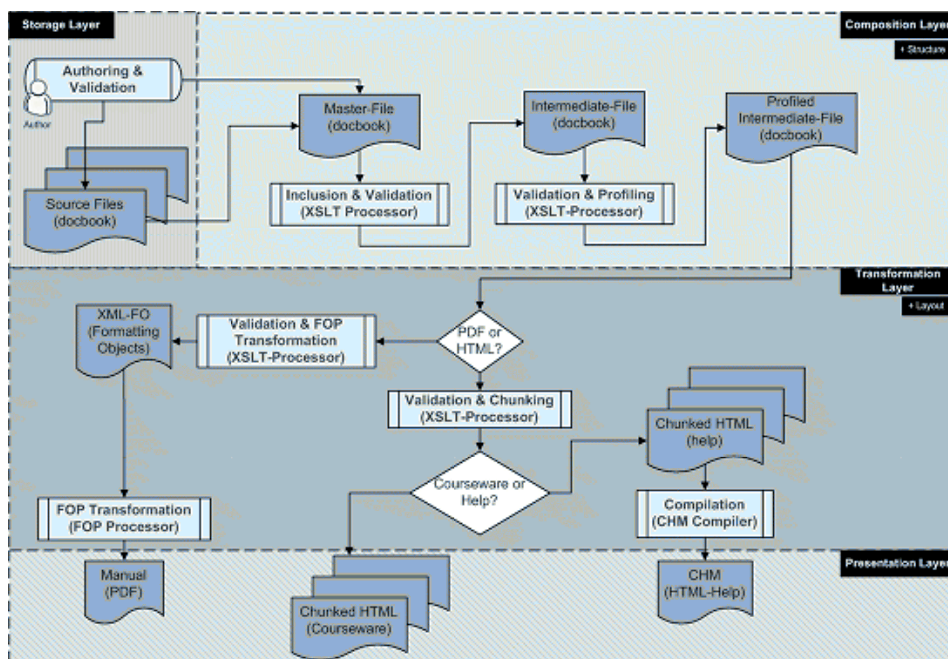 Storage Layer
Composition Layer
+ Structure
Authoring &
Validation
Author
Master-File
(docbook)
Intermediate-File
(docbook)
Profiled
Intermediate-File
(docbook)
Source Files
(docbook)
Inclusion & Validation
(XSLT Processor)
Validation & Profiling
(XSLT-Processor)
Transformation
Layer
+ Layout
XML-FO
(Formatting
Objects)
Validation & FOP
Transformation
(XSLT-Processor)
PDF or
HTML?
Validation & Chunking
(XSLT-Processor)
Chunked HTML
(help)
Courseware or
Help?
FOP Transformation
(FOP Processor)
Compilation
(CHM Compiler)
Presentation Layer
Manual
(PDF)
Chunked HTML
(Courseware)
CHM
(HTML-Help)